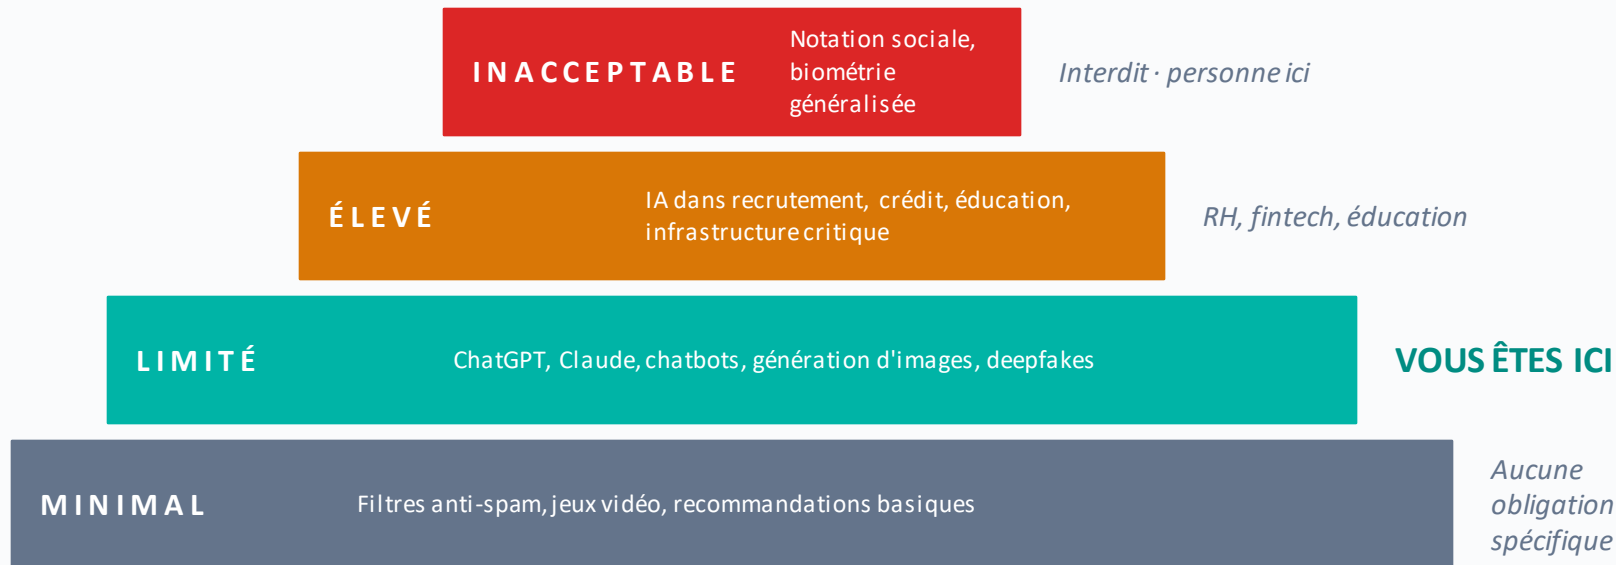 INACCEPTABLE
Notation sociale,
biométrie
généralisée
Interdit · personne ici
ÉLEVÉ
IA dans recrutement, crédit, éducation,
infrastructure critique
RH, fintech, éducation
LIMITÉ
ChatGPT, Claude, chatbots, génération d'images, deepfakes
VOUS ÊTES ICI
MINIMAL
Filtres anti-spam, jeux vidéo, recommandations basiques
Aucune
obligation
spécifique